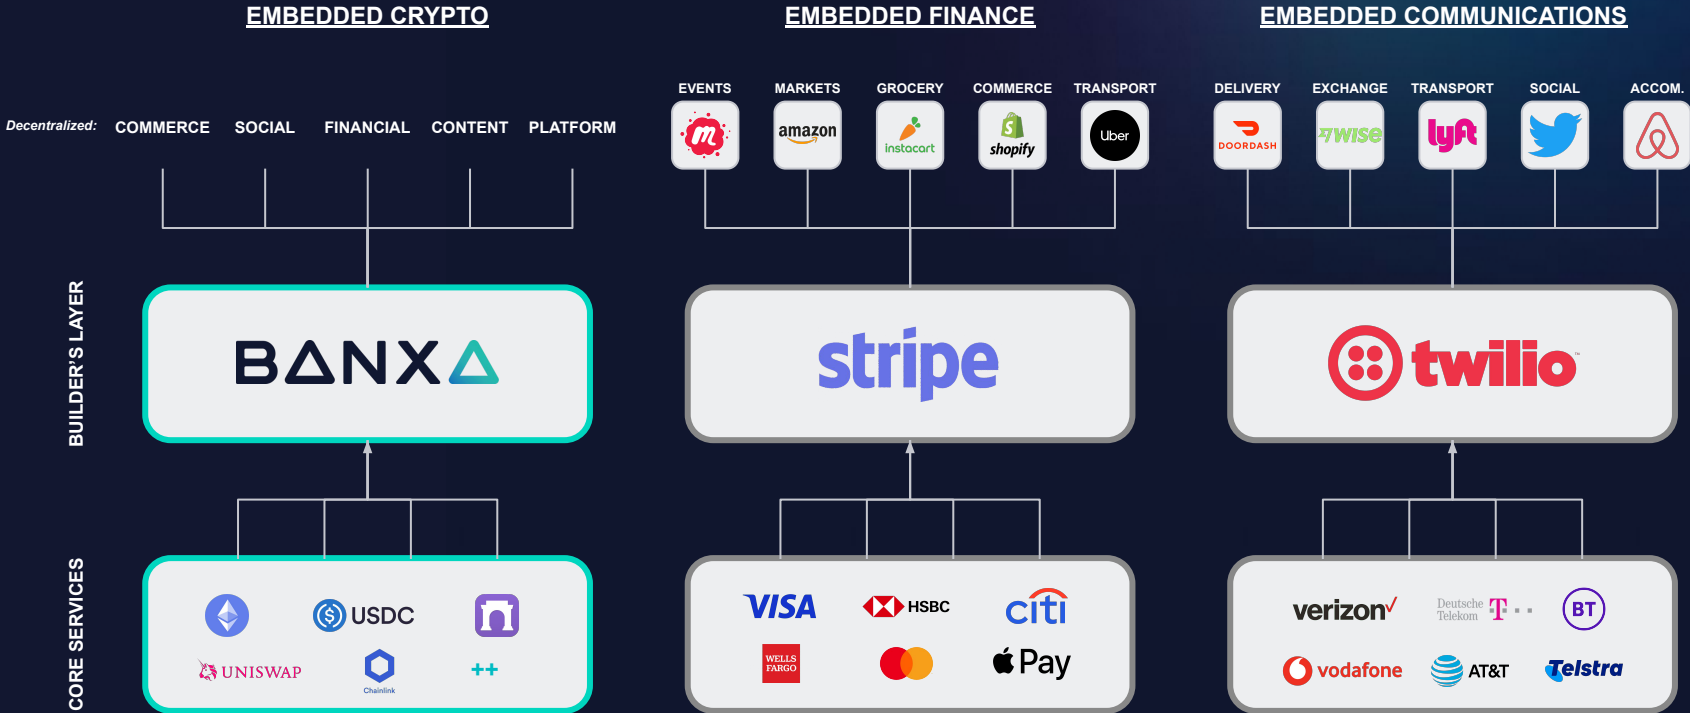 EMBEDDED CRYPTO
EMBEDDED FINANCE
EMBEDDED COMMUNICATIONS
Decentralized: COMMERCE SOCIAL FINANCIAL CONTENT PLATFORM
EVENTS MARKETS GROCERY COMMERCE TRANSPORT
m amazon instacart shopify Uber
DELIVERY EXCHANGE TRANSPORT SOCIAL ACCOM.
DOORDASH WISE lyft
BUILDER'S LAYER
BANXA
stripe
twilio™
CORE SERVICES
USDC
UNISWAP Chainlink ++
VISA HSBC citi
WELLS FARGO Pay
verizon Deutsche Telekom T BT
vodafone AT&T Telstra